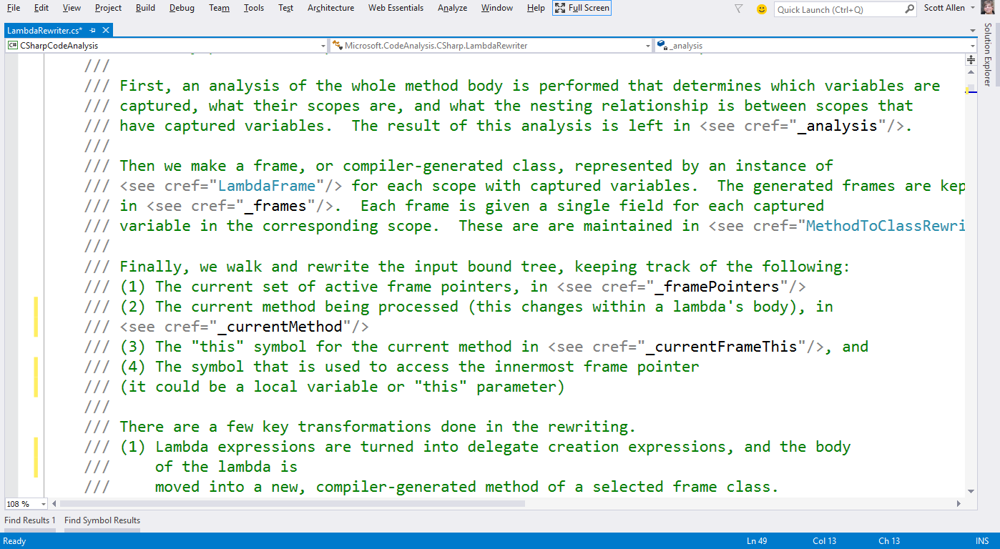 File Edit View Project Build Debug Team Tools Test Architecture Web Essentials Analyze Window Help Full Screen Quick Launch (Ctrl+Q) Scott Allen
LambdaRewriter.cs*
C# CSharpCodeAnalysis Microsoft.CodeAnalysis.CSharp.LambdaRewriter _analysis
Solution Explorer
///
/// First, an analysis of the whole method body is performed that determines which variables are
/// captured, what their scopes are, and what the nesting relationship is between scopes that
/// have captured variables.  The result of this analysis is left in <see cref="_analysis"/>.
///
/// Then we make a frame, or compiler-generated class, represented by an instance of
/// <see cref="LambdaFrame"/> for each scope with captured variables.  The generated frames are kep
/// in <see cref="_frames"/>.  Each frame is given a single field for each captured
/// variable in the corresponding scope.  These are are maintained in <see cref="MethodToClassRewri
///
/// Finally, we walk and rewrite the input bound tree, keeping track of the following:
/// (1) The current set of active frame pointers, in <see cref="_framePointers"/>
/// (2) The current method being processed (this changes within a lambda's body), in
/// <see cref="_currentMethod"/>
/// (3) The "this" symbol for the current method in <see cref="_currentFrameThis"/>, and
/// (4) The symbol that is used to access the innermost frame pointer
/// (it could be a local variable or "this" parameter)
///
/// There are a few key transformations done in the rewriting.
/// (1) Lambda expressions are turned into delegate creation expressions, and the body
///     of the lambda is
///     moved into a new, compiler-generated method of a selected frame class.
108 %
Find Results 1 Find Symbol Results
Ready Ln 49 Col 13 Ch 13 INS